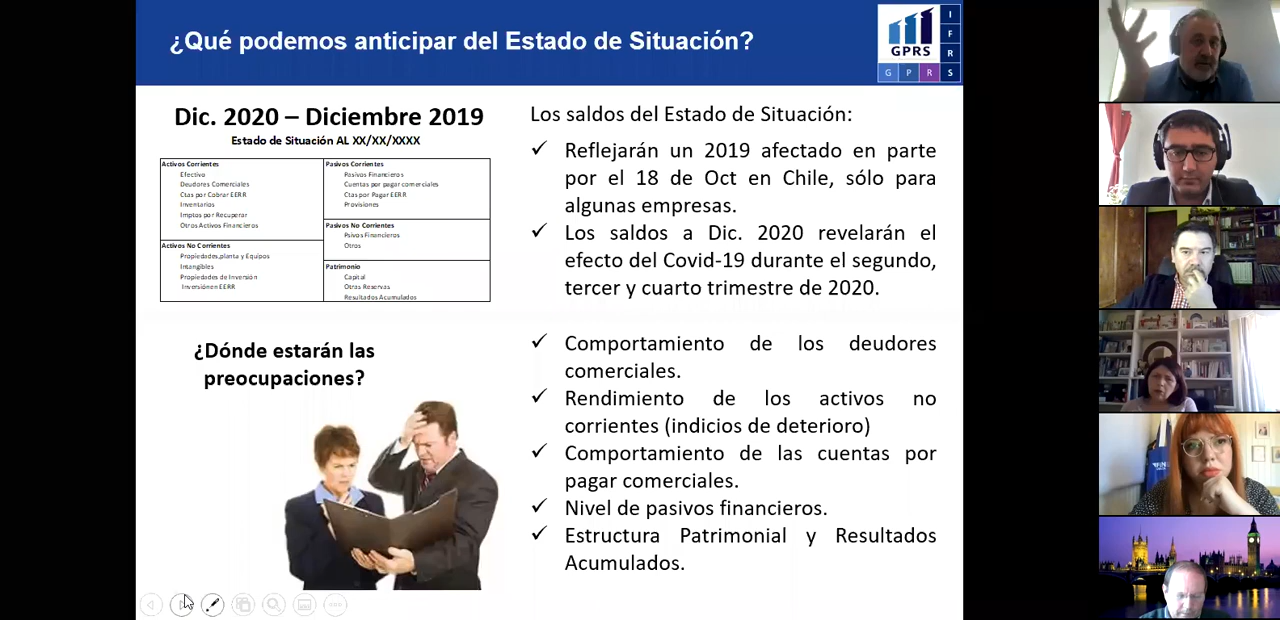 ¿Qué podemos anticipar del Estado de Situación?
GPRS
I
F
R
G P R S
Dic. 2020 – Diciembre 2019
Estado de Situación AL XX/XX/XXXX
Activos Corrientes
Efectivo
Deudores Comerciales
Ctas por Cobrar EERR
Inventarios
Imptos por Recuperar
Otros Activos Financieros
Activos No Corrientes
Propiedades,planta y Equipos
Intangibles
Propiedades de Inversión
Inversiónen EERR
Pasivos Corrientes
Pasivos Financieros
Cuentas por pagar comerciales
Ctas por Pagar EERR
Provisiones
Pasivos No Corrientes
Psivos Financieros
Otros
Patrimonio
Capital
Otras Reservas
Resultados Acumulados
Los saldos del Estado de Situación:
✓ Reflejarán un 2019 afectado en parte
por el 18 de Oct en Chile, sólo para
algunas empresas.
✓ Los saldos a Dic. 2020 revelarán el
efecto del Covid-19 durante el segundo,
tercer y cuarto trimestre de 2020.
¿Dónde estarán las
preocupaciones?
✓ Comportamiento de los deudores
comerciales.
✓ Rendimiento de los activos no
corrientes (indicios de deterioro)
✓ Comportamiento de las cuentas por
pagar comerciales.
✓ Nivel de pasivos financieros.
✓ Estructura Patrimonial y Resultados
Acumulados.